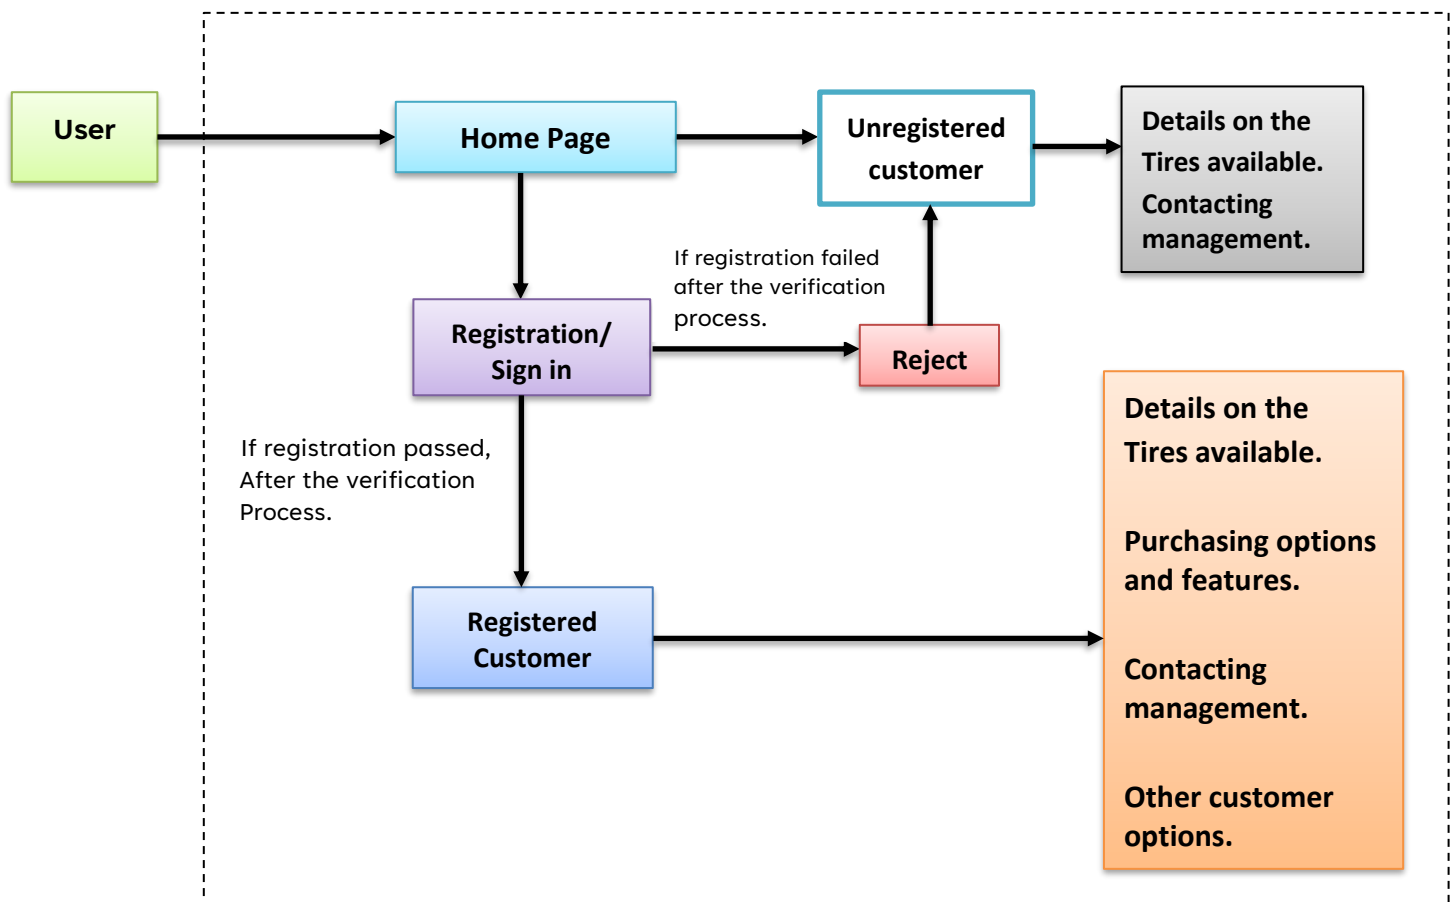 User
Home Page
Unregistered
customer
Details on the
Tires available.
Contacting
management.
If registration failed
after the verification
process.
Registration/
Sign in
Reject
If registration passed,
After the verification
Process.
Details on the
Tires available.
Purchasing options
and features.
Contacting
management.
Other customer
options.
Registered
Customer